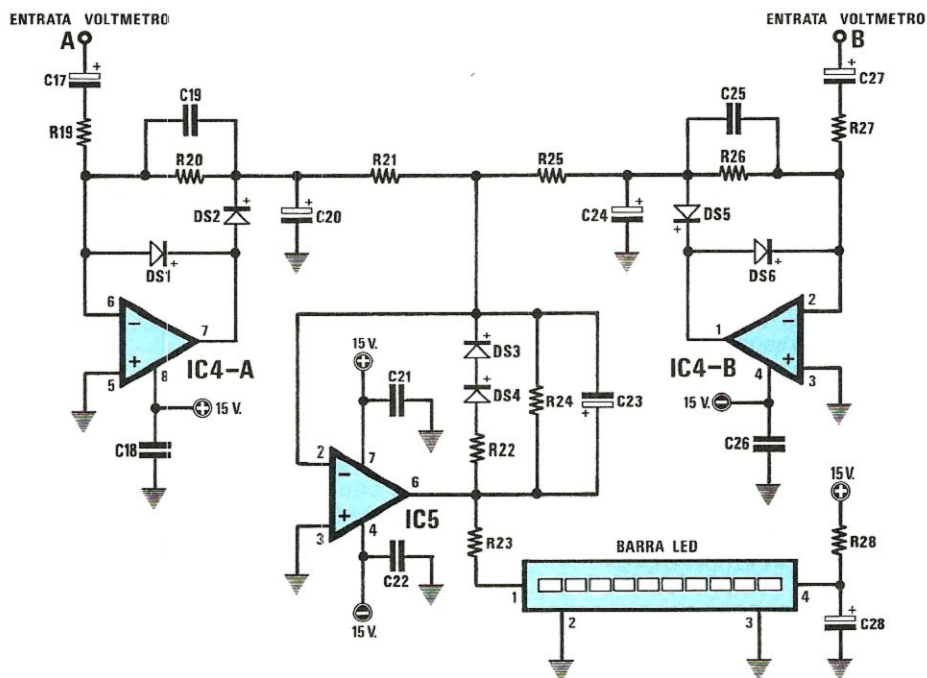 ENTRATA VOLTMETRO
A
ENTRATA VOLTMETRO
B
C17
+
C27
+
C19
C25
R19
R27
R20
R21
R25
R26
DS2
+
+
C20
C24
+
DS5
+
DS1
+
DS6
+
6
−
7
+
5
8
IC4-A
+ 15 V.
C18
2
−
1
+
3
4
IC4-B
15 V. −
C26
DS3
+
DS4
+
R24
C23
+
R22
15 V.
+
C21
2
−
7
6
+
3
4
IC5
C22
−
15 V.
R23
BARRA LED
1
2
3
4
15 V.
+
R28
+
C28